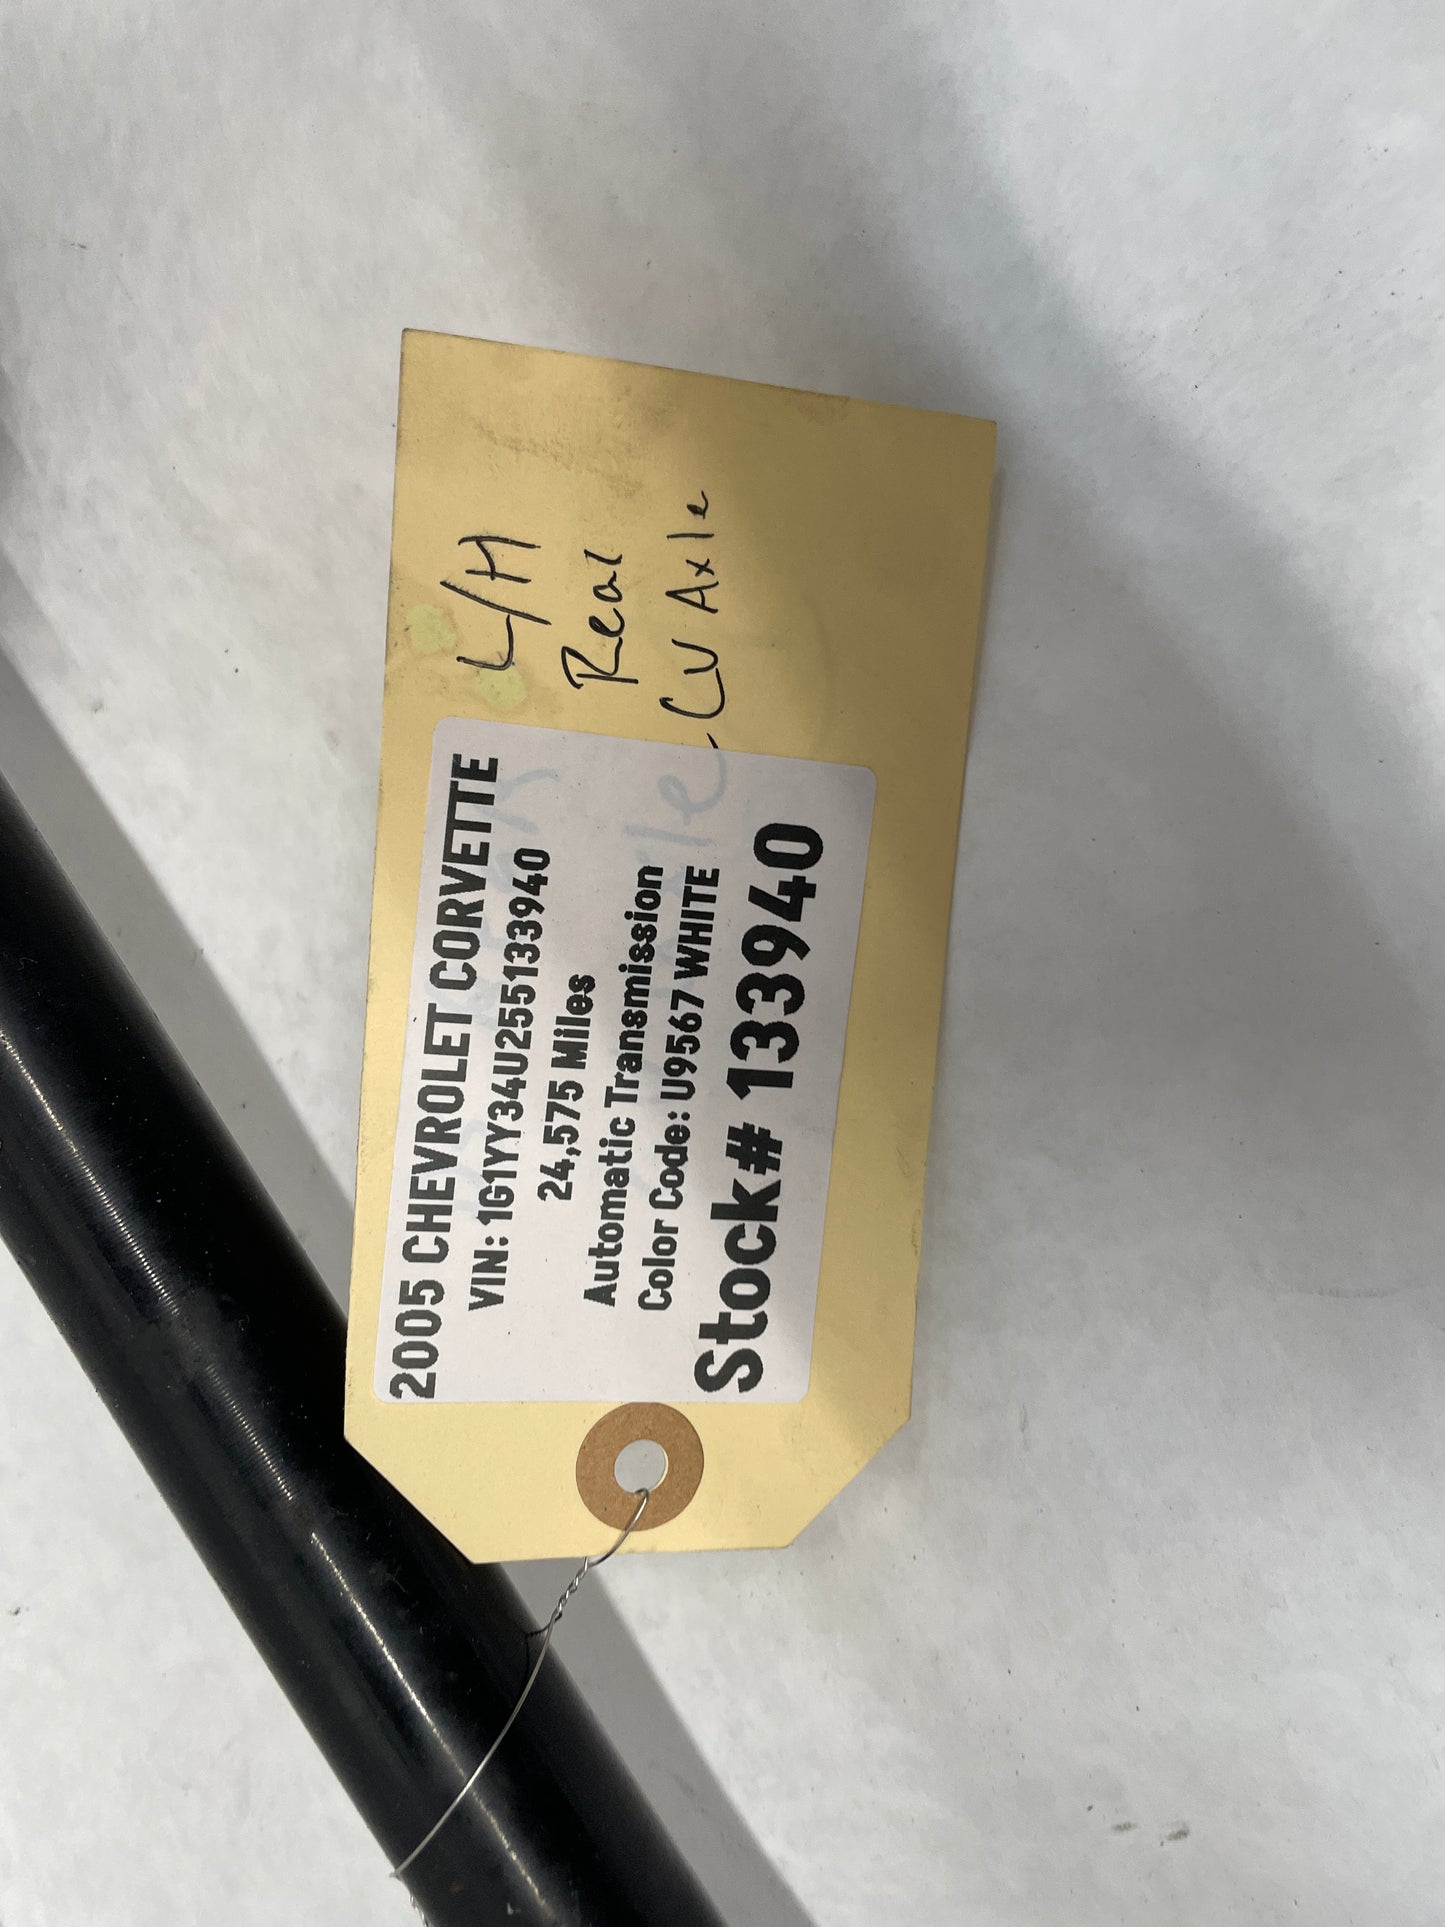 2005 CHEVROLET CORVETTE
VIN: 1G1YY34U255133940
24,575 Miles
Automatic Transmission
Color Code: U9567 WHITE
Stock# 133940
L/H
Rear
CV Axle